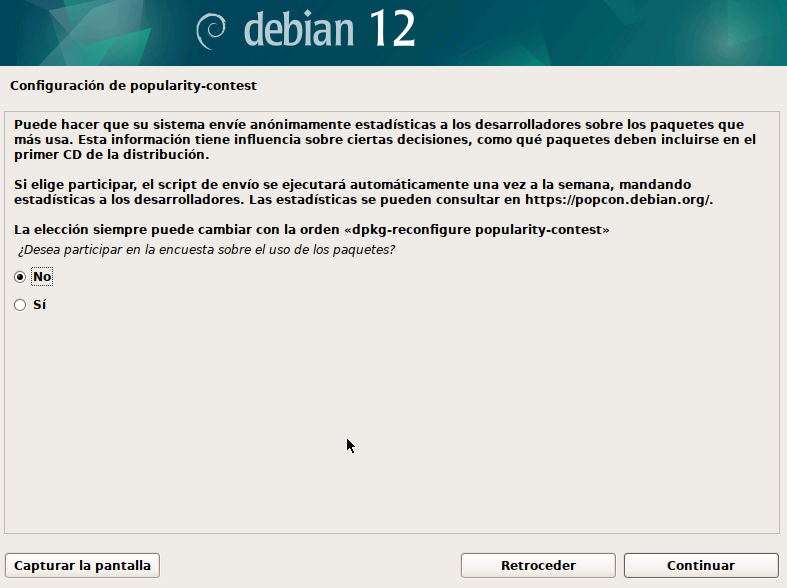 debian 12
Configuración de popularity-contest
Puede hacer que su sistema envíe anónimamente estadísticas a los desarrolladores sobre los paquetes que
más usa. Esta información tiene influencia sobre ciertas decisiones, como qué paquetes deben incluirse en el
primer CD de la distribución.
Si elige participar, el script de envío se ejecutará automáticamente una vez a la semana, mandando
estadísticas a los desarrolladores. Las estadísticas se pueden consultar en https://popcon.debian.org/.
La elección siempre puede cambiar con la orden «dpkg-reconfigure popularity-contest»
¿Desea participar en la encuesta sobre el uso de los paquetes?
No
Sí
Capturar la pantalla
Retroceder
Continuar